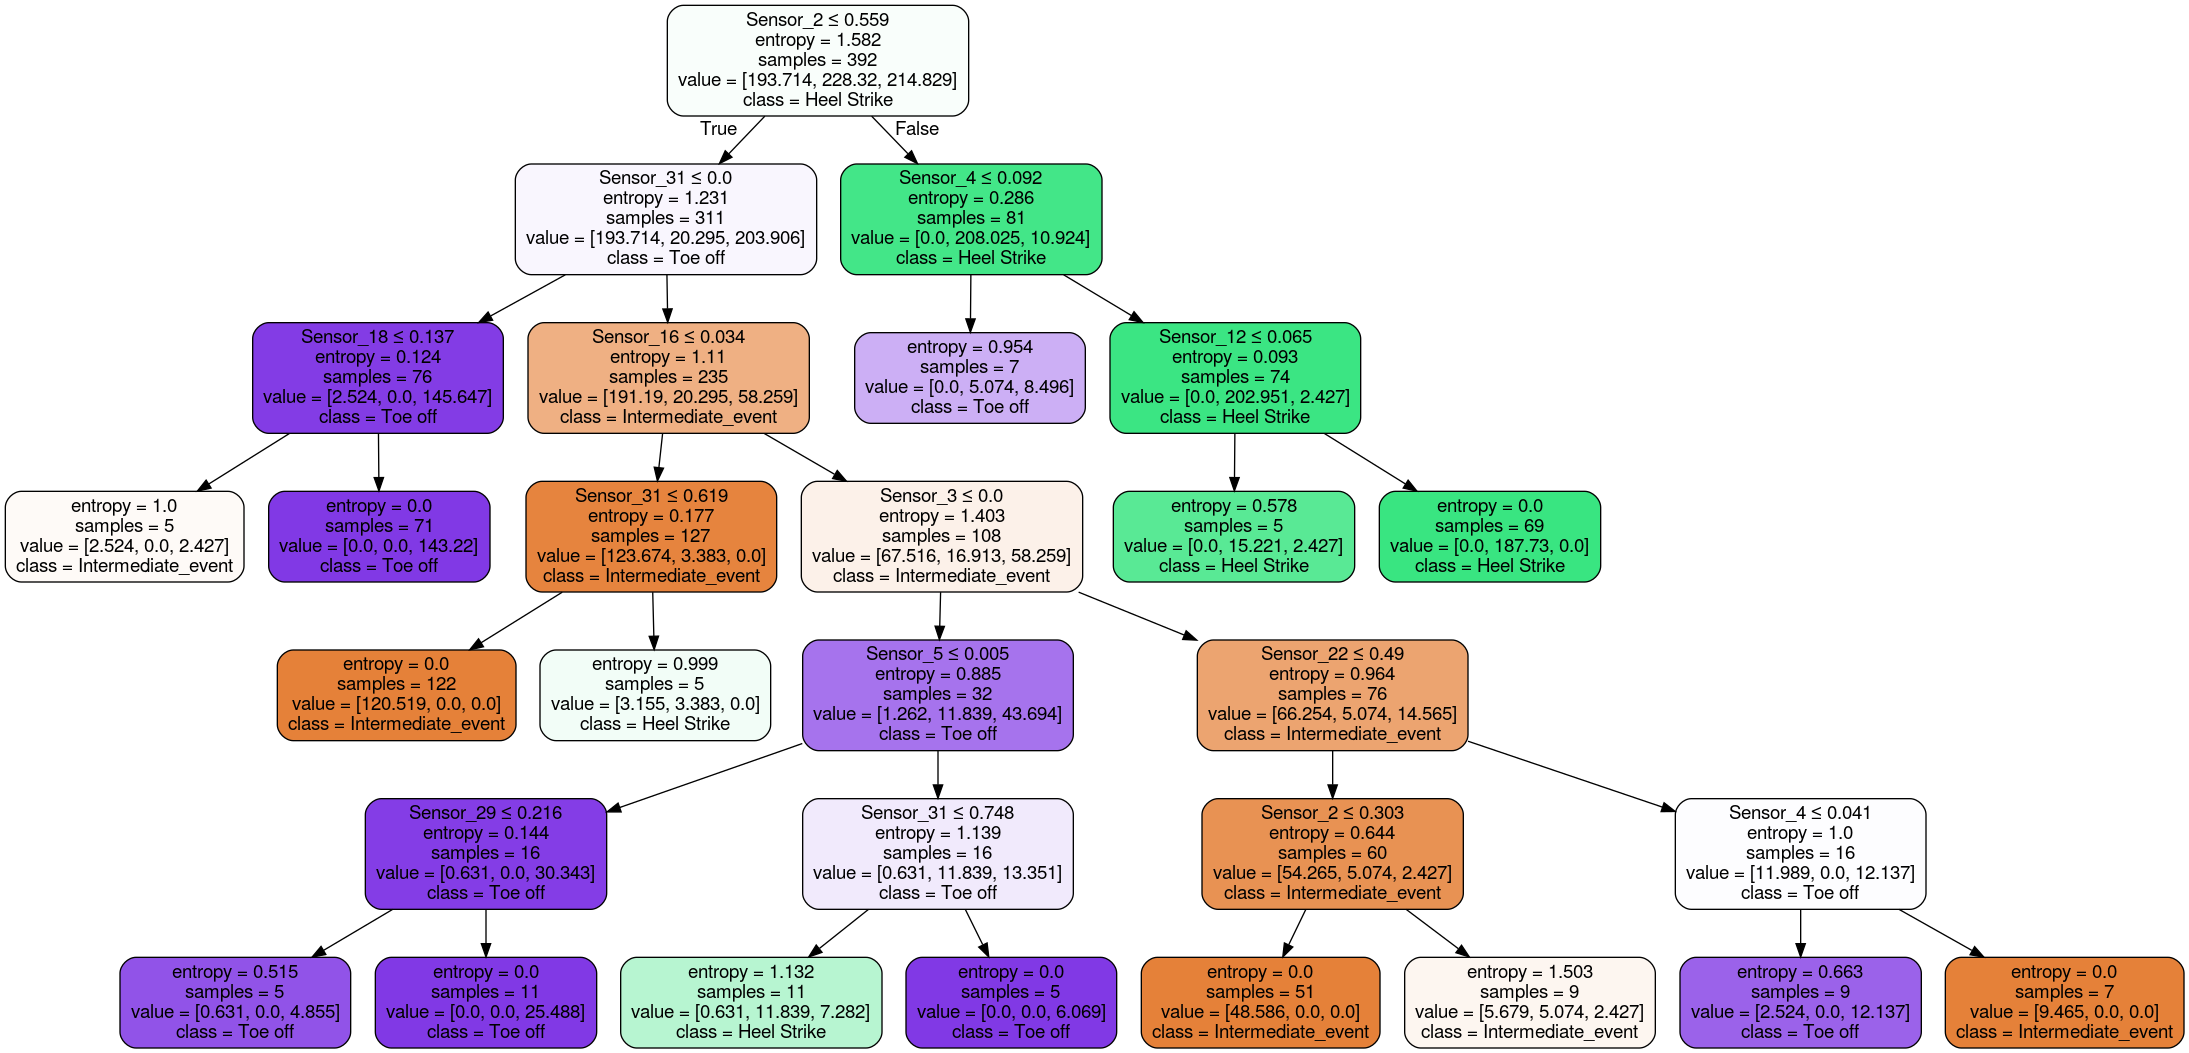 Sensor_2 ≤ 0.559
entropy = 1.582
samples = 392
value = [193.714, 228.32, 214.829]
class = Heel Strike
True
False
Sensor_31 ≤ 0.0
entropy = 1.231
samples = 311
value = [193.714, 20.295, 203.906]
class = Toe off
Sensor_4 ≤ 0.092
entropy = 0.286
samples = 81
value = [0.0, 208.025, 10.924]
class = Heel Strike
Sensor_18 ≤ 0.137
entropy = 0.124
samples = 76
value = [2.524, 0.0, 145.647]
class = Toe off
Sensor_16 ≤ 0.034
entropy = 1.11
samples = 235
value = [191.19, 20.295, 58.259]
class = Intermediate_event
entropy = 0.954
samples = 7
value = [0.0, 5.074, 8.496]
class = Toe off
Sensor_12 ≤ 0.065
entropy = 0.093
samples = 74
value = [0.0, 202.951, 2.427]
class = Heel Strike
entropy = 1.0
samples = 5
value = [2.524, 0.0, 2.427]
class = Intermediate_event
entropy = 0.0
samples = 71
value = [0.0, 0.0, 143.22]
class = Toe off
Sensor_31 ≤ 0.619
entropy = 0.177
samples = 127
value = [123.674, 3.383, 0.0]
class = Intermediate_event
Sensor_3 ≤ 0.0
entropy = 1.403
samples = 108
value = [67.516, 16.913, 58.259]
class = Intermediate_event
entropy = 0.578
samples = 5
value = [0.0, 15.221, 2.427]
class = Heel Strike
entropy = 0.0
samples = 69
value = [0.0, 187.73, 0.0]
class = Heel Strike
entropy = 0.0
samples = 122
value = [120.519, 0.0, 0.0]
class = Intermediate_event
entropy = 0.999
samples = 5
value = [3.155, 3.383, 0.0]
class = Heel Strike
Sensor_5 ≤ 0.005
entropy = 0.885
samples = 32
value = [1.262, 11.839, 43.694]
class = Toe off
Sensor_22 ≤ 0.49
entropy = 0.964
samples = 76
value = [66.254, 5.074, 14.565]
class = Intermediate_event
Sensor_29 ≤ 0.216
entropy = 0.144
samples = 16
value = [0.631, 0.0, 30.343]
class = Toe off
Sensor_31 ≤ 0.748
entropy = 1.139
samples = 16
value = [0.631, 11.839, 13.351]
class = Toe off
Sensor_2 ≤ 0.303
entropy = 0.644
samples = 60
value = [54.265, 5.074, 2.427]
class = Intermediate_event
Sensor_4 ≤ 0.041
entropy = 1.0
samples = 16
value = [11.989, 0.0, 12.137]
class = Toe off
entropy = 0.515
samples = 5
value = [0.631, 0.0, 4.855]
class = Toe off
entropy = 0.0
samples = 11
value = [0.0, 0.0, 25.488]
class = Toe off
entropy = 1.132
samples = 11
value = [0.631, 11.839, 7.282]
class = Heel Strike
entropy = 0.0
samples = 5
value = [0.0, 0.0, 6.069]
class = Toe off
entropy = 0.0
samples = 51
value = [48.586, 0.0, 0.0]
class = Intermediate_event
entropy = 1.503
samples = 9
value = [5.679, 5.074, 2.427]
class = Intermediate_event
entropy = 0.663
samples = 9
value = [2.524, 0.0, 12.137]
class = Toe off
entropy = 0.0
samples = 7
value = [9.465, 0.0, 0.0]
class = Intermediate_event